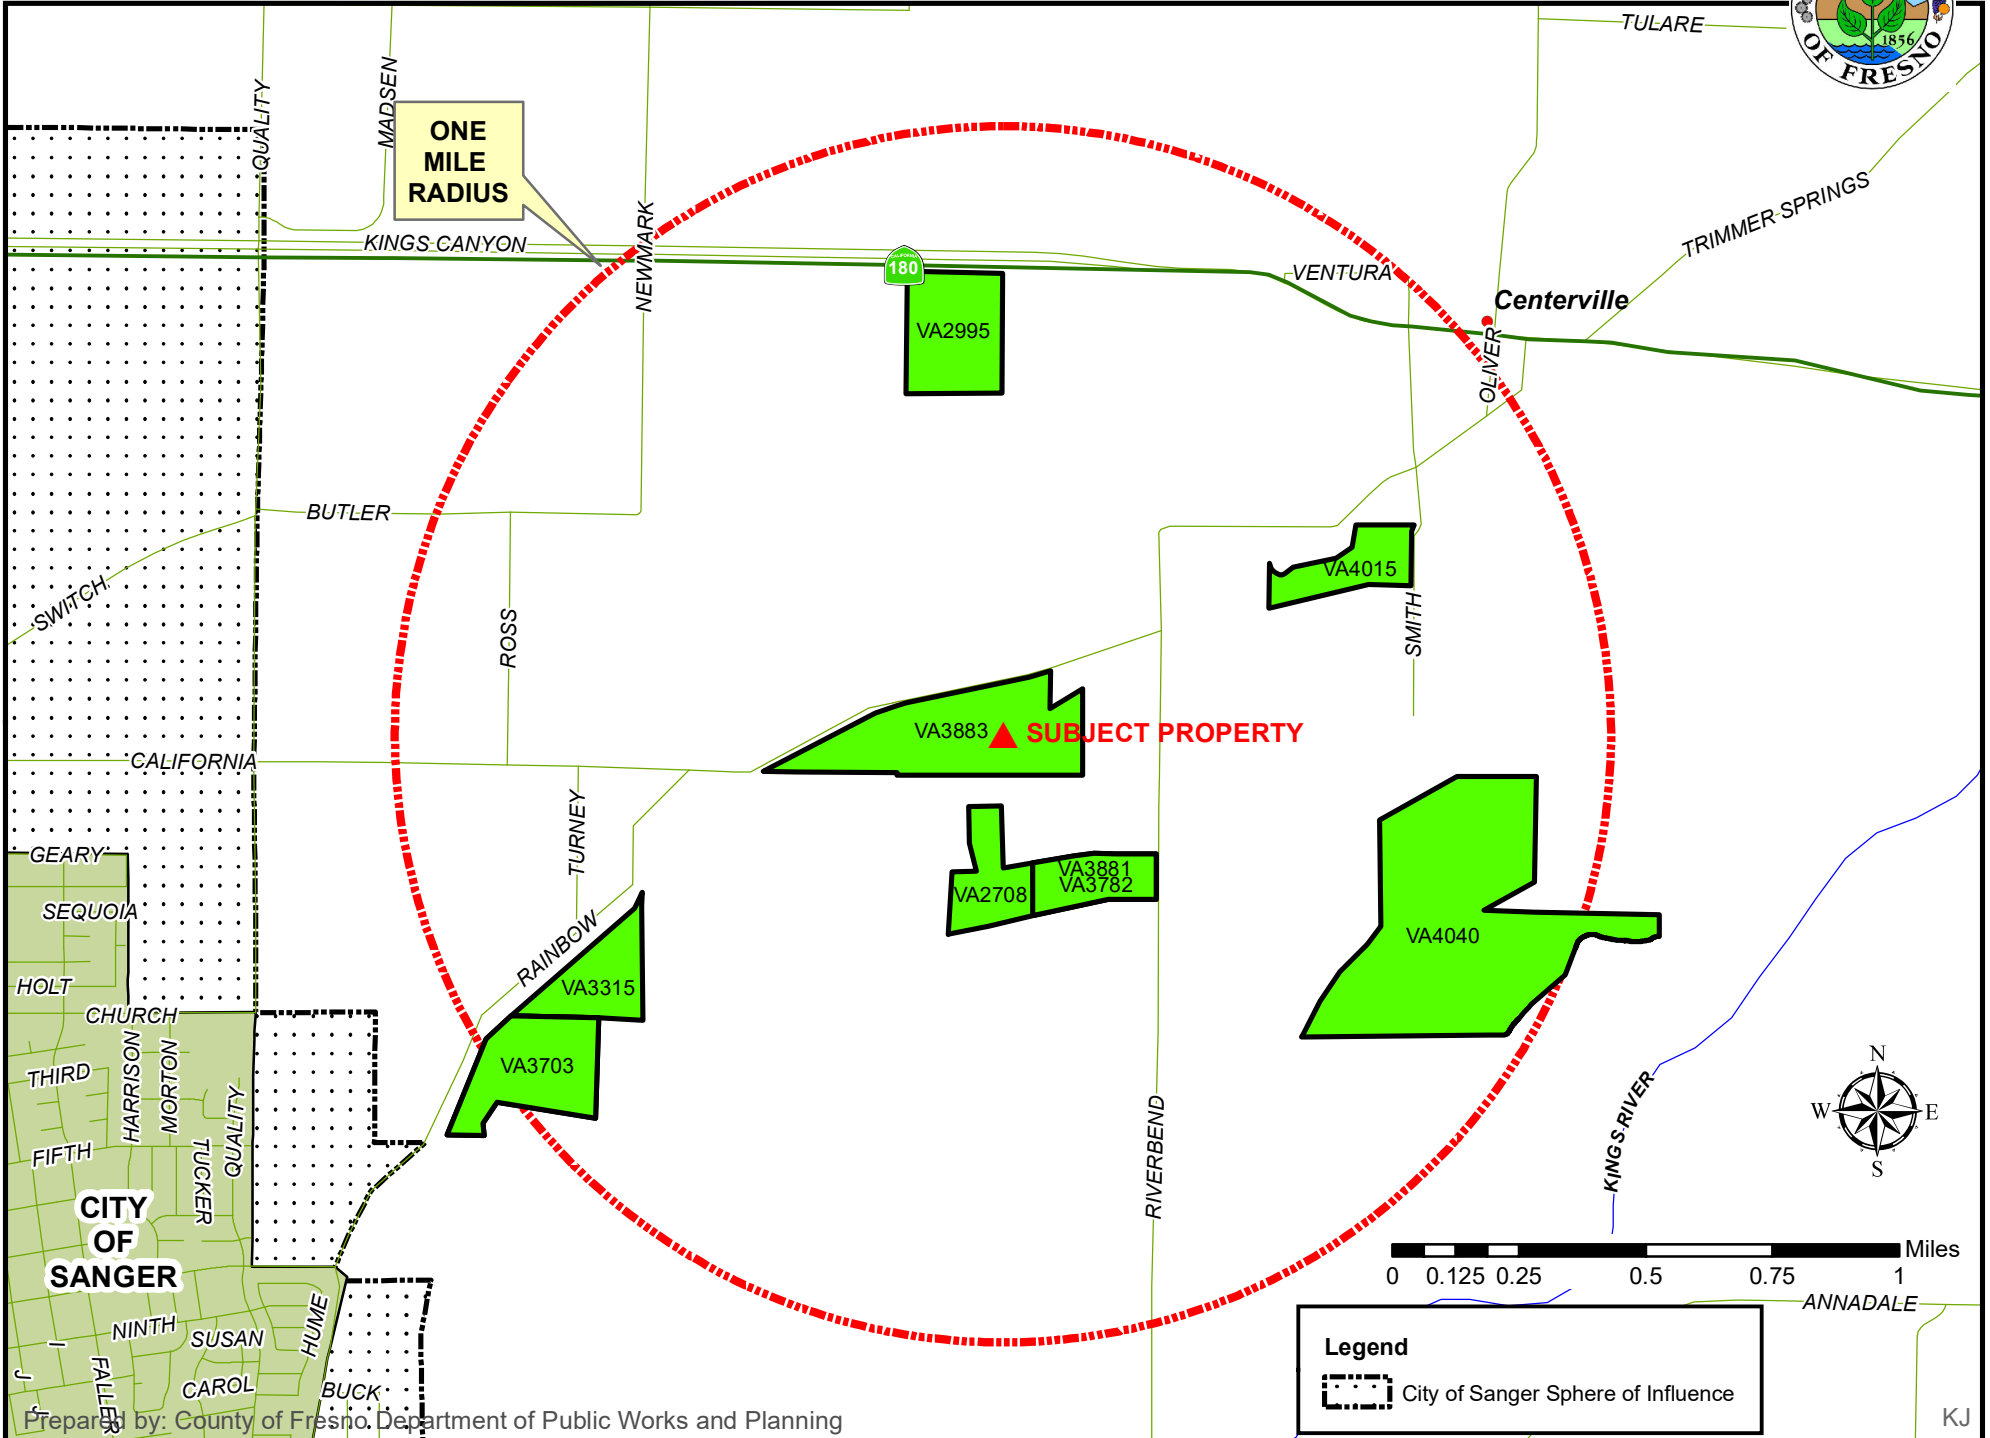 TULARE
1856
OF FRESNO
QUALITY
MADSEN
ONE
MILE
RADIUS
KINGS CANYON
NEWMARK
CALIFORNIA
180
VENTURA
TRIMMER SPRINGS
Centerville
OLIVER
VA2995
BUTLER
SWITCH
ROSS
VA4015
SMITH
VA3883
SUBJECT PROPERTY
CALIFORNIA
TURNEY
GEARY
SEQUOIA
VA3881
VA3782
VA2708
VA4040
RAINBOW
VA3315
HOLT
CHURCH
VA3703
THIRD
HARRISON
MORTON
QUALITY
FIFTH
TUCKER
RIVERBEND
KINGS RIVER
N
W
E
S
CITY
OF
SANGER
Miles
0 0.125 0.25 0.5 0.75 1
ANNADALE
NINTH
SUSAN
HUME
I
J
J
FALLER
CAROL
BUCK
Legend
City of Sanger Sphere of Influence
Prepared by: County of Fresno Department of Public Works and Planning
KJ